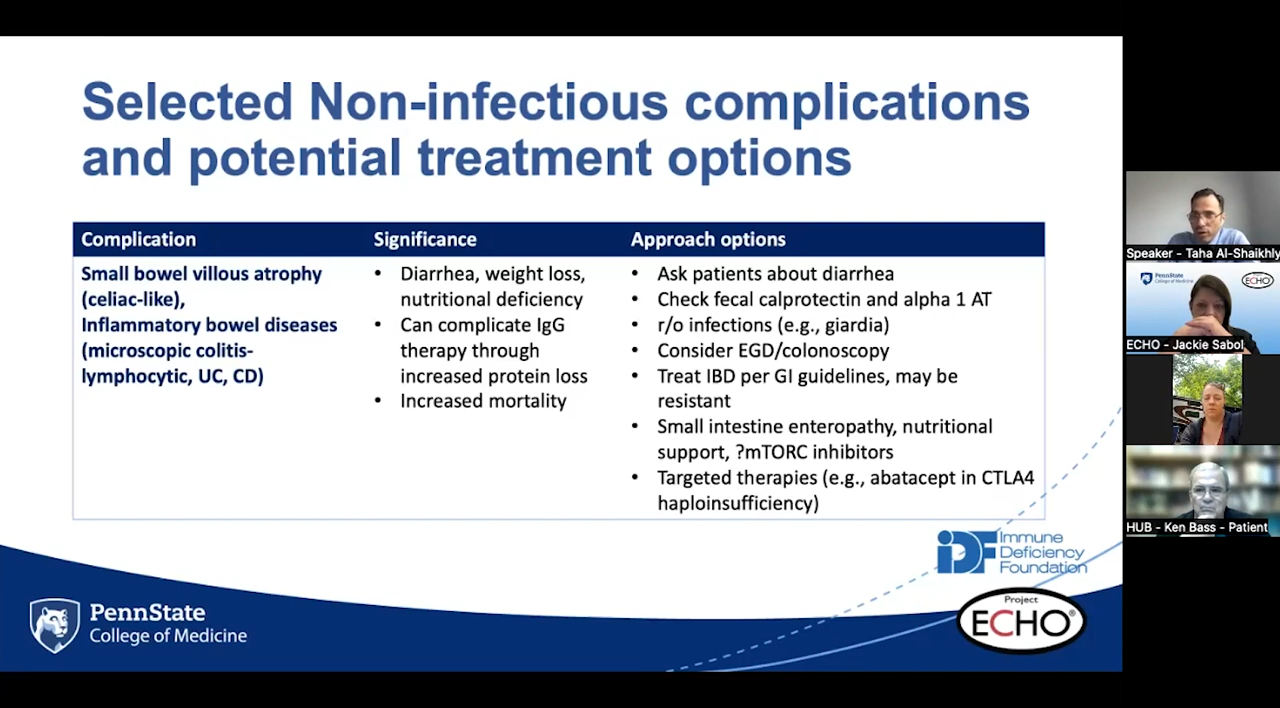 Selected Non-infectious complications
and potential treatment options
Complication
Significance
Approach options
Small bowel villous atrophy
(celiac-like),
Inflammatory bowel diseases
(microscopic colitis-
lymphocytic, UC, CD)
• Diarrhea, weight loss,
nutritional deficiency
• Can complicate IgG
therapy through
increased protein loss
• Increased mortality
• Ask patients about diarrhea
• Check fecal calprotectin and alpha 1 AT
• r/o infections (e.g., giardia)
• Consider EGD/colonoscopy
• Treat IBD per GI guidelines, may be
resistant
• Small intestine enteropathy, nutritional
support, ?mTORC inhibitors
• Targeted therapies (e.g., abatacept in CTLA4
haploinsufficiency)
iDF Immune
Deficiency
Foundation
Project
ECHO®
PennState
College of Medicine
Speaker - Taha Al-Shaikhly
PennState
College of Medicine
ECHO
ECHO - Jackie Sabol
HUB - Ken Bass - Patient